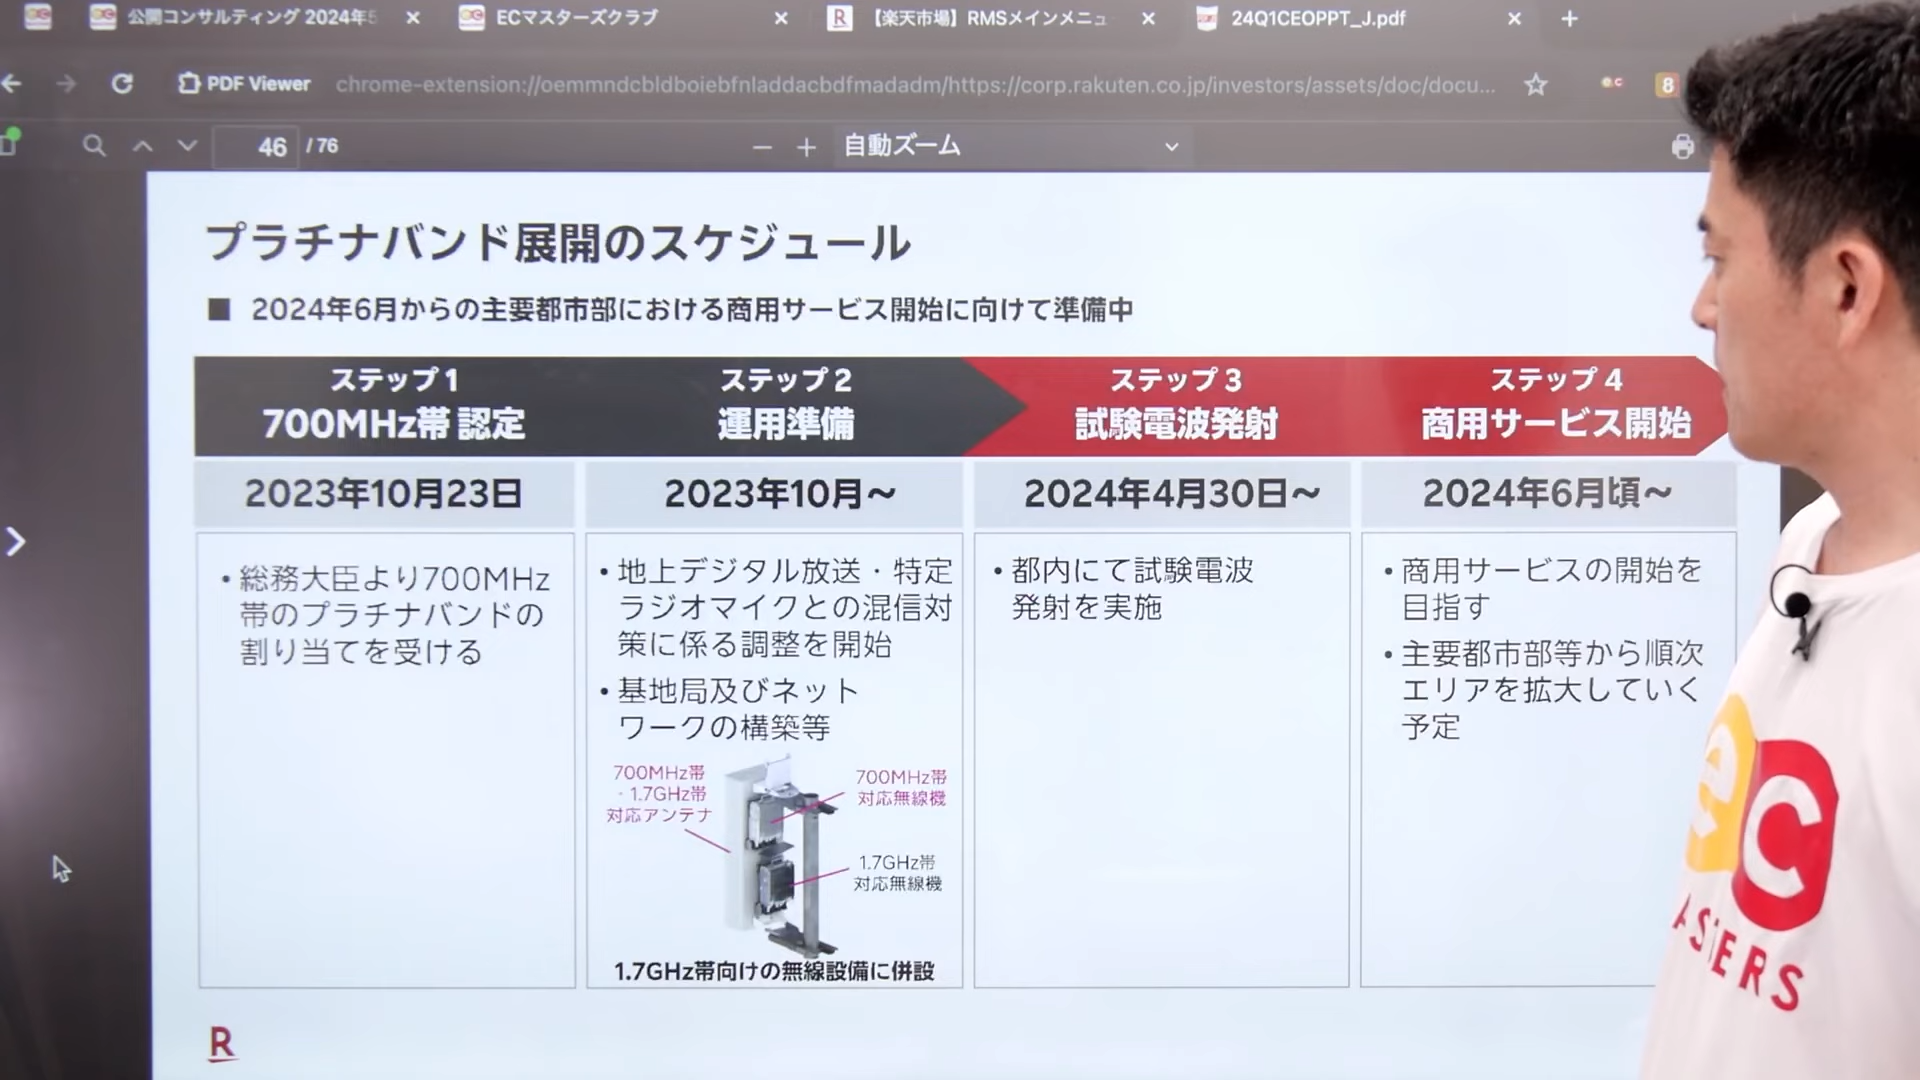 公開コンサルティング 2024年5
ECマスターズクラブ
【楽天市場】RMSメインメニュ
24Q1CEOPPT_J.pdf
PDF Viewer
chrome-extension://oemmndcbldboiebfnladdacbdfmadadm/https://corp.rakuten.co.jp/investors/assets/doc/docu...
8
46 / 76
自動ズーム
プラチナバンド展開のスケジュール
■ 2024年6月からの主要都市部における商用サービス開始に向けて準備中
ステップ1
700MHz帯 認定
2023年10月23日
・総務大臣より700MHz
帯のプラチナバンドの
割り当てを受ける
ステップ2
運用準備
2023年10月～
・地上デジタル放送・特定
ラジオマイクとの混信対
策に係る調整を開始
・基地局及びネット
ワークの構築等
700MHz帯
・1.7GHz帯
対応アンテナ
700MHz帯
対応無線機
1.7GHz帯
対応無線機
1.7GHz帯向けの無線設備に併設
ステップ3
試験電波発射
2024年4月30日～
・都内にて試験電波
発射を実施
ステップ4
商用サービス開始
2024年6月頃～
・商用サービスの開始を
目指す
・主要都市部等から順次
エリアを拡大していく
予定
R
ec
ASTERS